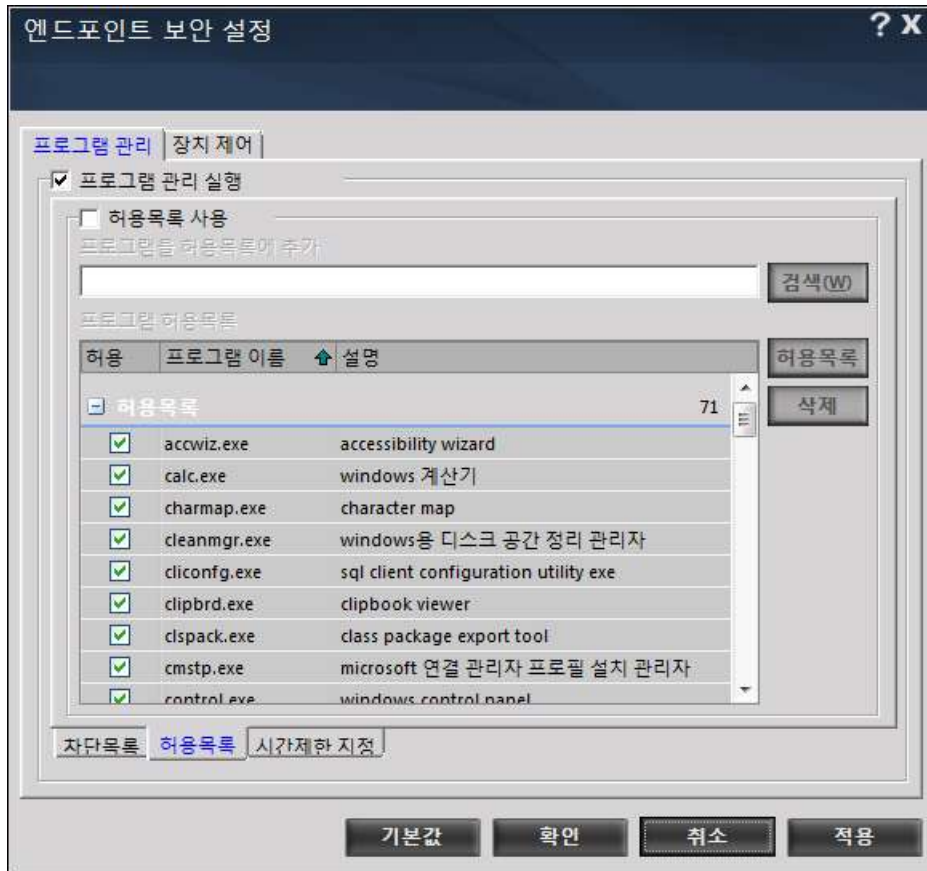 엔드포인트 보안 설정
? X
프로그램 관리 장치 제어
프로그램 관리 실행
허용목록 사용
프로그램을 허용목록에 추가
검색(W)
프로그램 허용목록
허용 프로그램 이름 설명
허용목록
허용목록 71
삭제
accwiz.exe accessibility wizard
calc.exe windows 계산기
charmap.exe character map
cleanmgr.exe windows용 디스크 공간 정리 관리자
cliconfg.exe sql client configuration utility exe
clipbrd.exe clipbook viewer
clspack.exe class package export tool
cmstp.exe microsoft 연결 관리자 프로필 설치 관리자
control.exe windows control panel
차단목록 허용목록 시간제한 지정
기본값 확인 취소 적용